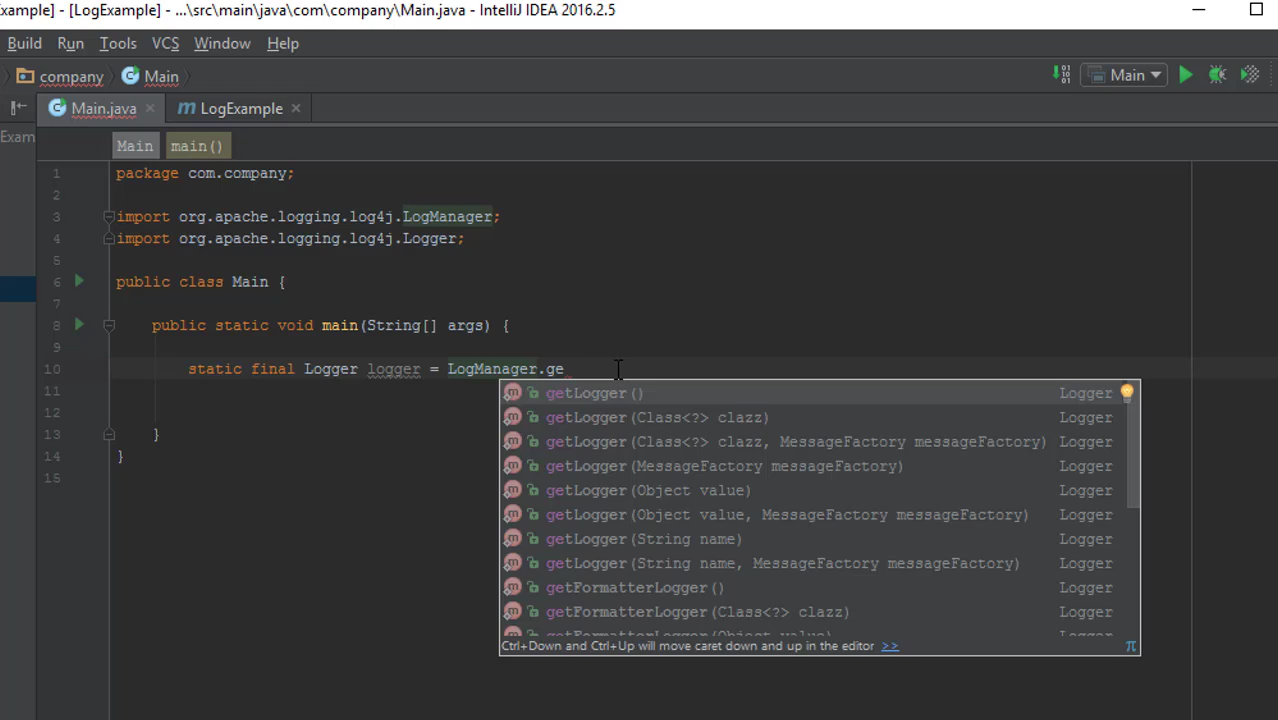 Example] - [LogExample] - ...\src\main\java\com\company\Main.java - IntelliJ IDEA 2016.2.5
Build Run Tools VCS Window Help
company Main Main
Main.java LogExample
Exam
Main main()
1 package com.company;
2
3 import org.apache.logging.log4j.LogManager;
4 import org.apache.logging.log4j.Logger;
5
6 public class Main {
7
8 public static void main(String[] args) {
9
10 static final Logger logger = LogManager.ge
11
getLogger() Logger
12
getLogger(Class<?> clazz) Logger
13 }
getLogger(Class<?> clazz, MessageFactory messageFactory) Logger
14 }
getLogger(MessageFactory messageFactory) Logger
15
getLogger(Object value) Logger
getLogger(Object value, MessageFactory messageFactory) Logger
getLogger(String name) Logger
getLogger(String name, MessageFactory messageFactory) Logger
getFormatterLogger() Logger
getFormatterLogger(Class<?> clazz) Logger
getFormatterLogger(Object value) Logger
Ctrl+Down and Ctrl+Up will move caret down and up in the editor >> π